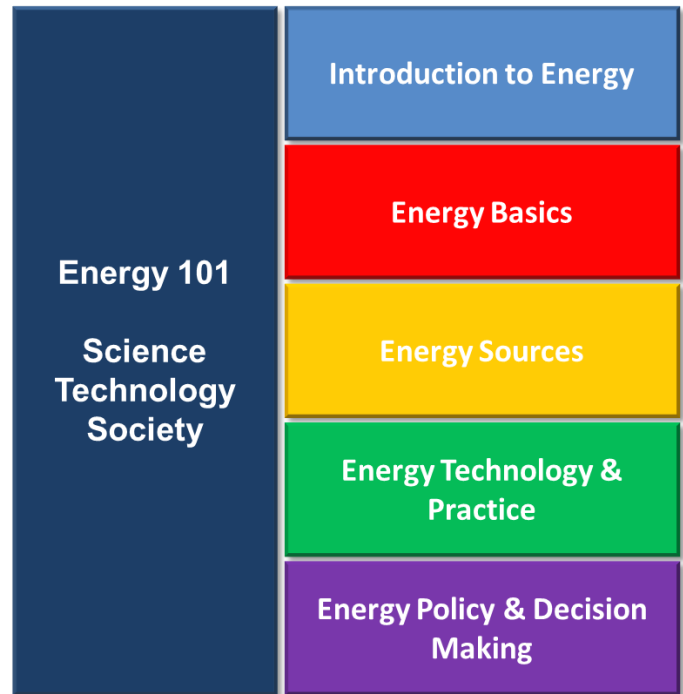 Energy 101
Science
Technology
Society
Introduction to Energy
Energy Basics
Energy Sources
Energy Technology &
Practice
Energy Policy & Decision
Making